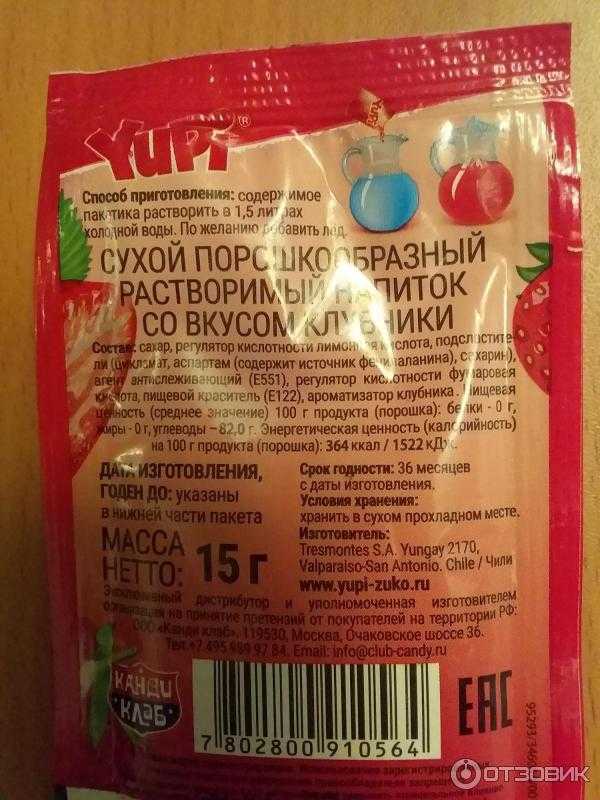 Yupi®
Yupi
Способ приготовления: содержимое
пакетика растворить в 1,5 литрах
холодной воды. По желанию добавить лед.
СУХОЙ ПОРОШКООБРАЗНЫЙ
РАСТВОРИМЫЙ НАПИТОК
СО ВКУСОМ КЛУБНИКИ
Состав: сахар, регулятор кислотности лимонная кислота, подсластите-
ли (цикламат, аспартам (содержит источник фенилаланина), сахарин),
агент антислеживающий (Е551), регулятор кислотности фумаровая
кислота, пищевой краситель (Е122), ароматизатор клубника. Пищевая
ценность (среднее значение) 100 г продукта (порошка): белки - 0 г,
жиры - 0 г, углеводы – 82,0 г. Энергетическая ценность (калорийность)
на 100 г продукта (порошка): 364 ккал / 1522 кДж.
ДАТА ИЗГОТОВЛЕНИЯ,
ГОДЕН ДО: указаны
в нижней части пакета
МАССА
НЕТТО: 15 г
Срок годности: 36 месяцев
с даты изготовления.
Условия хранения:
хранить в сухом прохладном месте.
Изготовитель:
Tresmontes S.A. Yungay 2170,
Valparaiso-San Antonio. Chile / Чили
www.yupi-zuko.ru
Эксклюзивный дистрибутор и уполномоченная изготовителем
организация на принятие претензий от покупателей на территории РФ:
ООО «Канди клаб», 119530, Москва, Очаковское шоссе 36.
Тел.+7 495 989 97 84. Email: info@club-candy.ru
КАНДИ
КЛАБ
7 802800 910564
EAC
ОТЗОВИК